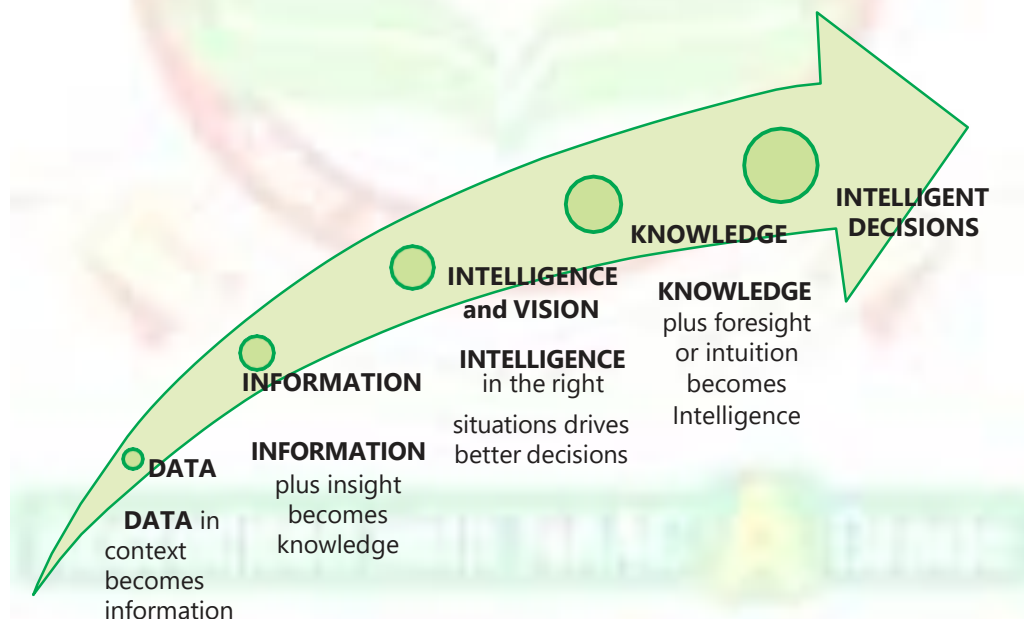 DATA
DATA in
context
becomes
information
INFORMATION
INFORMATION
plus insight
becomes
knowledge
INTELLIGENCE
and VISION
INTELLIGENCE
in the right
situations drives
better decisions
KNOWLEDGE
KNOWLEDGE
plus foresight
or intuition
becomes
Intelligence
INTELLIGENT
DECISIONS